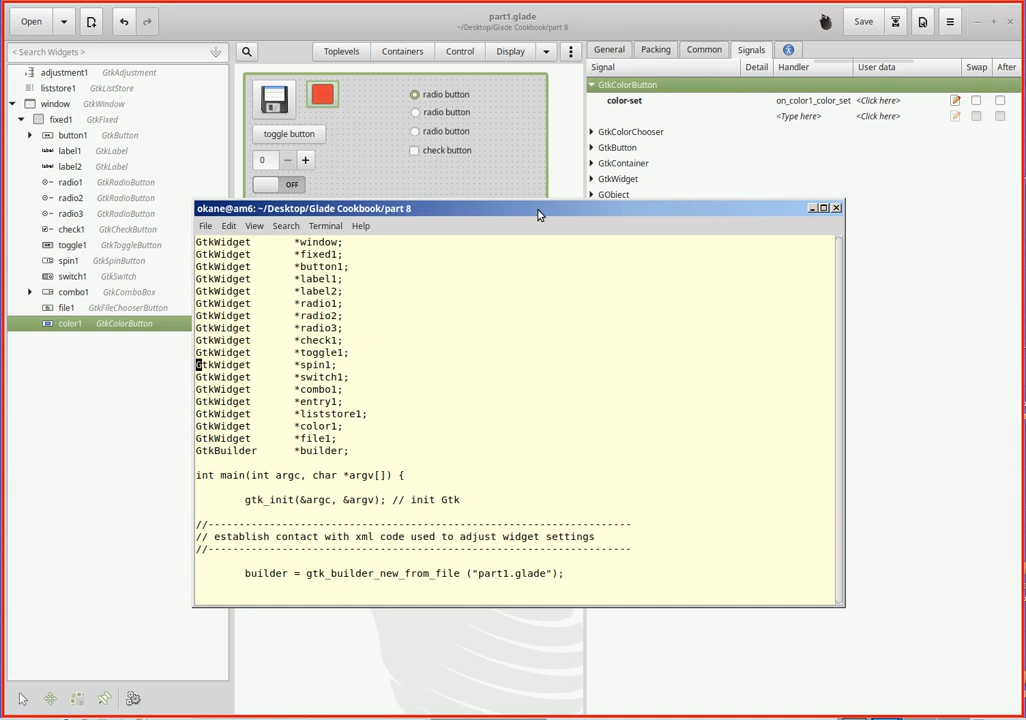 Open
part1.glade
~/Desktop/Glade Cookbook/part 8
Save
< Search Widgets >
Toplevels Containers Control Display
General Packing Common Signals
Signal Detail Handler User data Swap After
adjustment1 GtkAdjustment
liststore1 GtkListStore
window GtkWindow
fixed1 GtkFixed
button1 GtkButton
label1 GtkLabel
label2 GtkLabel
radio1 GtkRadioButton
radio2 GtkRadioButton
radio3 GtkRadioButton
check1 GtkCheckButton
toggle1 GtkToggleButton
spin1 GtkSpinButton
switch1 GtkSwitch
combo1 GtkComboBox
file1 GtkFileChooserButton
color1 GtkColorButton
radio button
radio button
toggle button
radio button
0
check button
OFF
GtkColorButton
color-set on_color1_color_set <Click here>
<Type here> <Click here>
GtkColorChooser
GtkButton
GtkContainer
GtkWidget
GObject
okane@am6: ~/Desktop/Glade Cookbook/part 8
File Edit View Search Terminal Help
GtkWidget *window;
GtkWidget *fixed1;
GtkWidget *button1;
GtkWidget *label1;
GtkWidget *label2;
GtkWidget *radio1;
GtkWidget *radio2;
GtkWidget *radio3;
GtkWidget *check1;
GtkWidget *toggle1;
GtkWidget *spin1;
GtkWidget *switch1;
GtkWidget *combo1;
GtkWidget *entry1;
GtkWidget *liststore1;
GtkWidget *color1;
GtkWidget *file1;
GtkBuilder *builder;
int main(int argc, char *argv[]) {
gtk_init(&argc, &argv); // init Gtk
//---------------------------------------------------------------------
// establish contact with xml code used to adjust widget settings
//---------------------------------------------------------------------
builder = gtk_builder_new_from_file ("part1.glade");